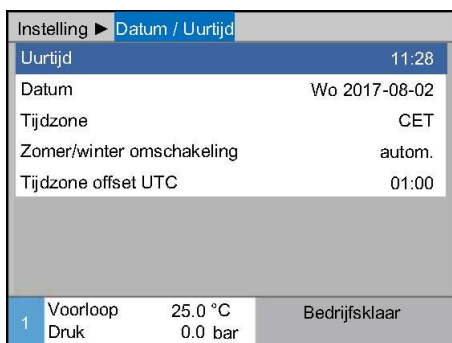 Instelling ► Datum / Uurtijd
Uurtijd 11:28
Datum Wo 2017-08-02
Tijdzone CET
Zomer/winter omschakeling autom.
Tijdzone offset UTC 01:00
1 Voorloop 25.0 °C Bedrijfsklaar
Druk 0.0 bar